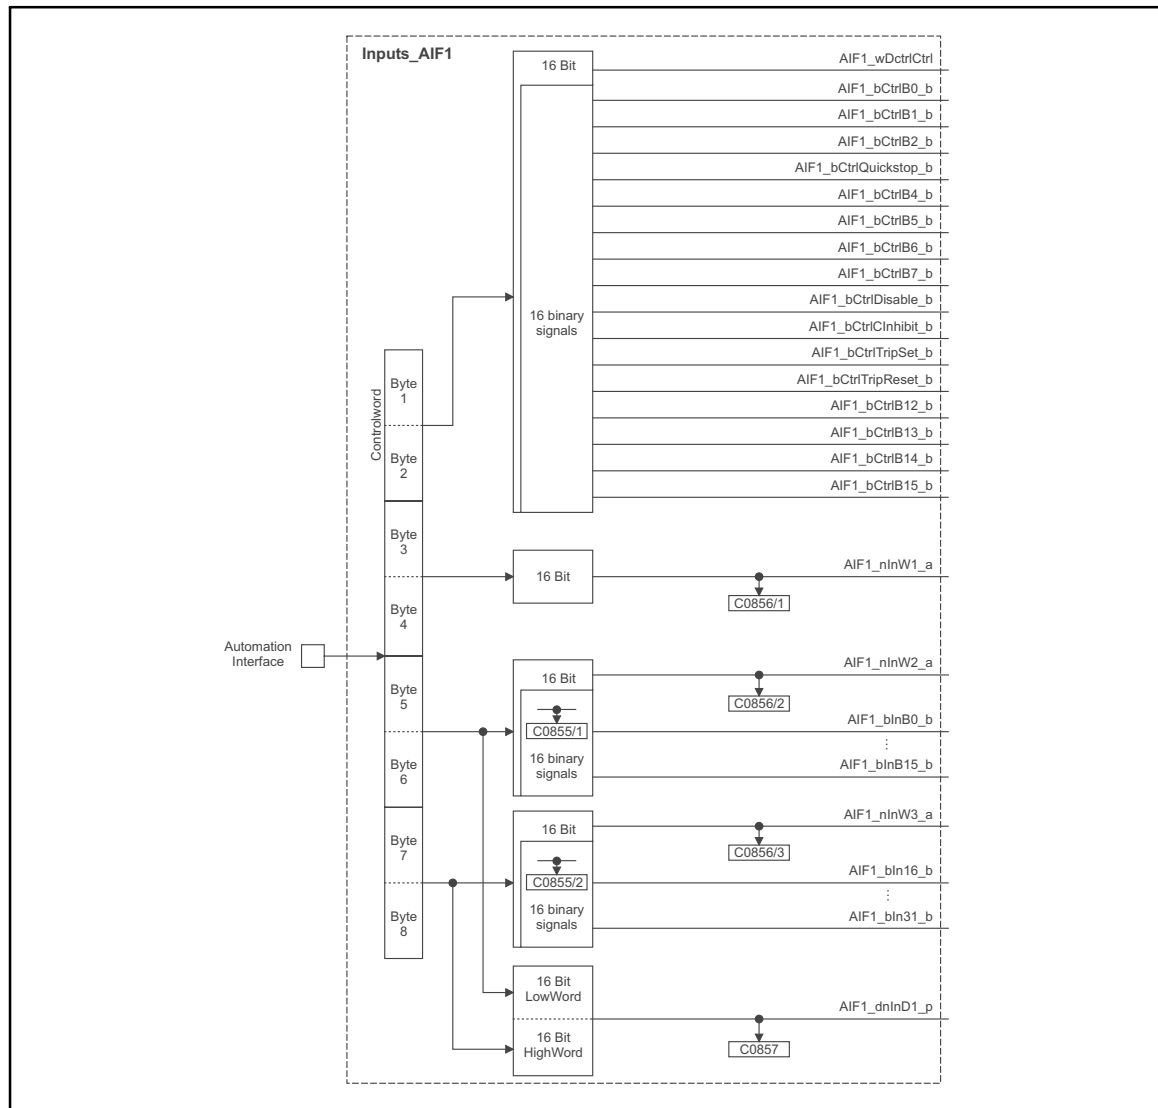 Inputs_AIF1
16 Bit
AIF1_wDctrlCtrl
AIF1_bCtrlB0_b
AIF1_bCtrlB1_b
AIF1_bCtrlB2_b
AIF1_bCtrlQuickstop_b
AIF1_bCtrlB4_b
AIF1_bCtrlB5_b
AIF1_bCtrlB6_b
AIF1_bCtrlB7_b
AIF1_bCtrlDisable_b
AIF1_bCtrlCInhibit_b
AIF1_bCtrlTripSet_b
AIF1_bCtrlTripReset_b
AIF1_bCtrlB12_b
AIF1_bCtrlB13_b
AIF1_bCtrlB14_b
AIF1_bCtrlB15_b
16 binary
signals
Controlword
Byte
1
Byte
2
Byte
3
Byte
4
Byte
5
Byte
6
Byte
7
Byte
8
Automation
Interface
16 Bit
AIF1_nInW1_a
C0856/1
16 Bit
C0855/1
16 binary
signals
AIF1_nInW2_a
C0856/2
AIF1_bInB0_b
...
AIF1_bInB15_b
16 Bit
C0855/2
16 binary
signals
AIF1_nInW3_a
C0856/3
AIF1_bIn16_b
...
AIF1_bIn31_b
16 Bit
LowWord
16 Bit
HighWord
AIF1_dnInD1_p
C0857